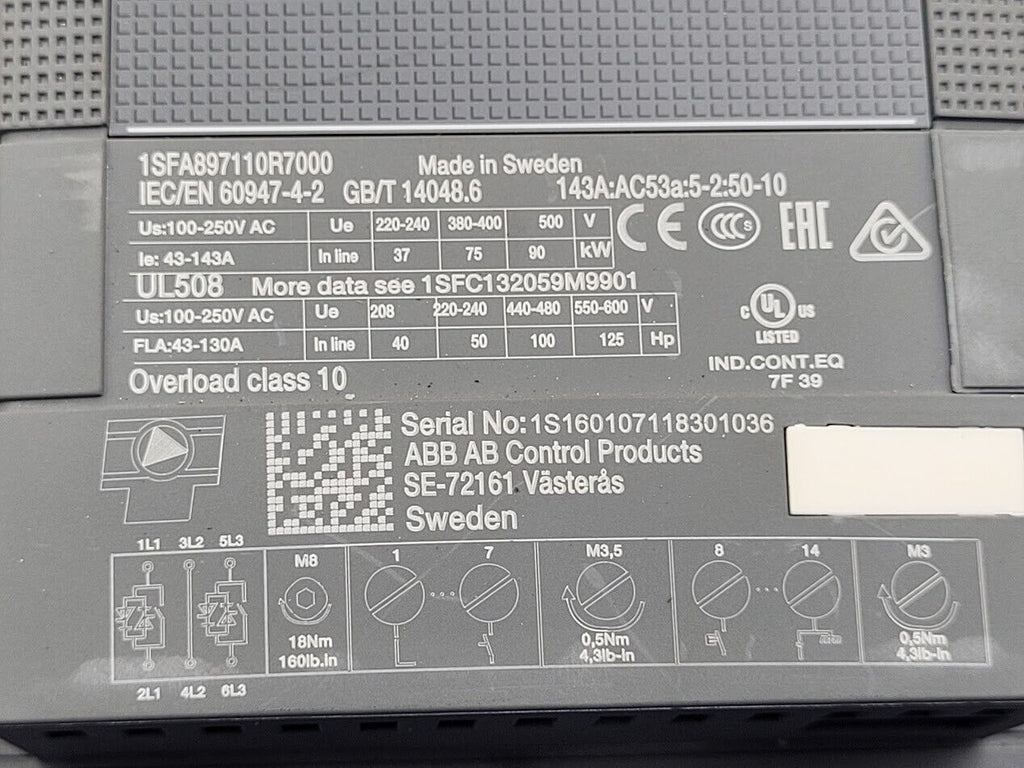 1SFA897110R7000 Made in Sweden
IEC/EN 60947-4-2 GB/T 14048.6 143A:AC53a:5-2:50-10
Us:100-250V AC Ue 220-240 380-400 500 V
Ie: 43-143A In line 37 75 90 kW
CE CCC S EAC
UL508 More data see 1SFC132059M9901
Us:100-250V AC Ue 208 220-240 440-480 550-600 V
FLA:43-130A In line 40 50 100 125 Hp
C UL US
LISTED
IND.CONT.EQ
7F 39
Overload class 10
Serial No: 1S160107118301036
ABB AB Control Products
SE-72161 Västerås
Sweden
1L1 3L2 5L3
M8 1 7 M3,5 8 14 M3
18Nm 0,5Nm 0,5Nm
160lb.in 4,3lb-in 4,3lb-in
2L1 4L2 6L3